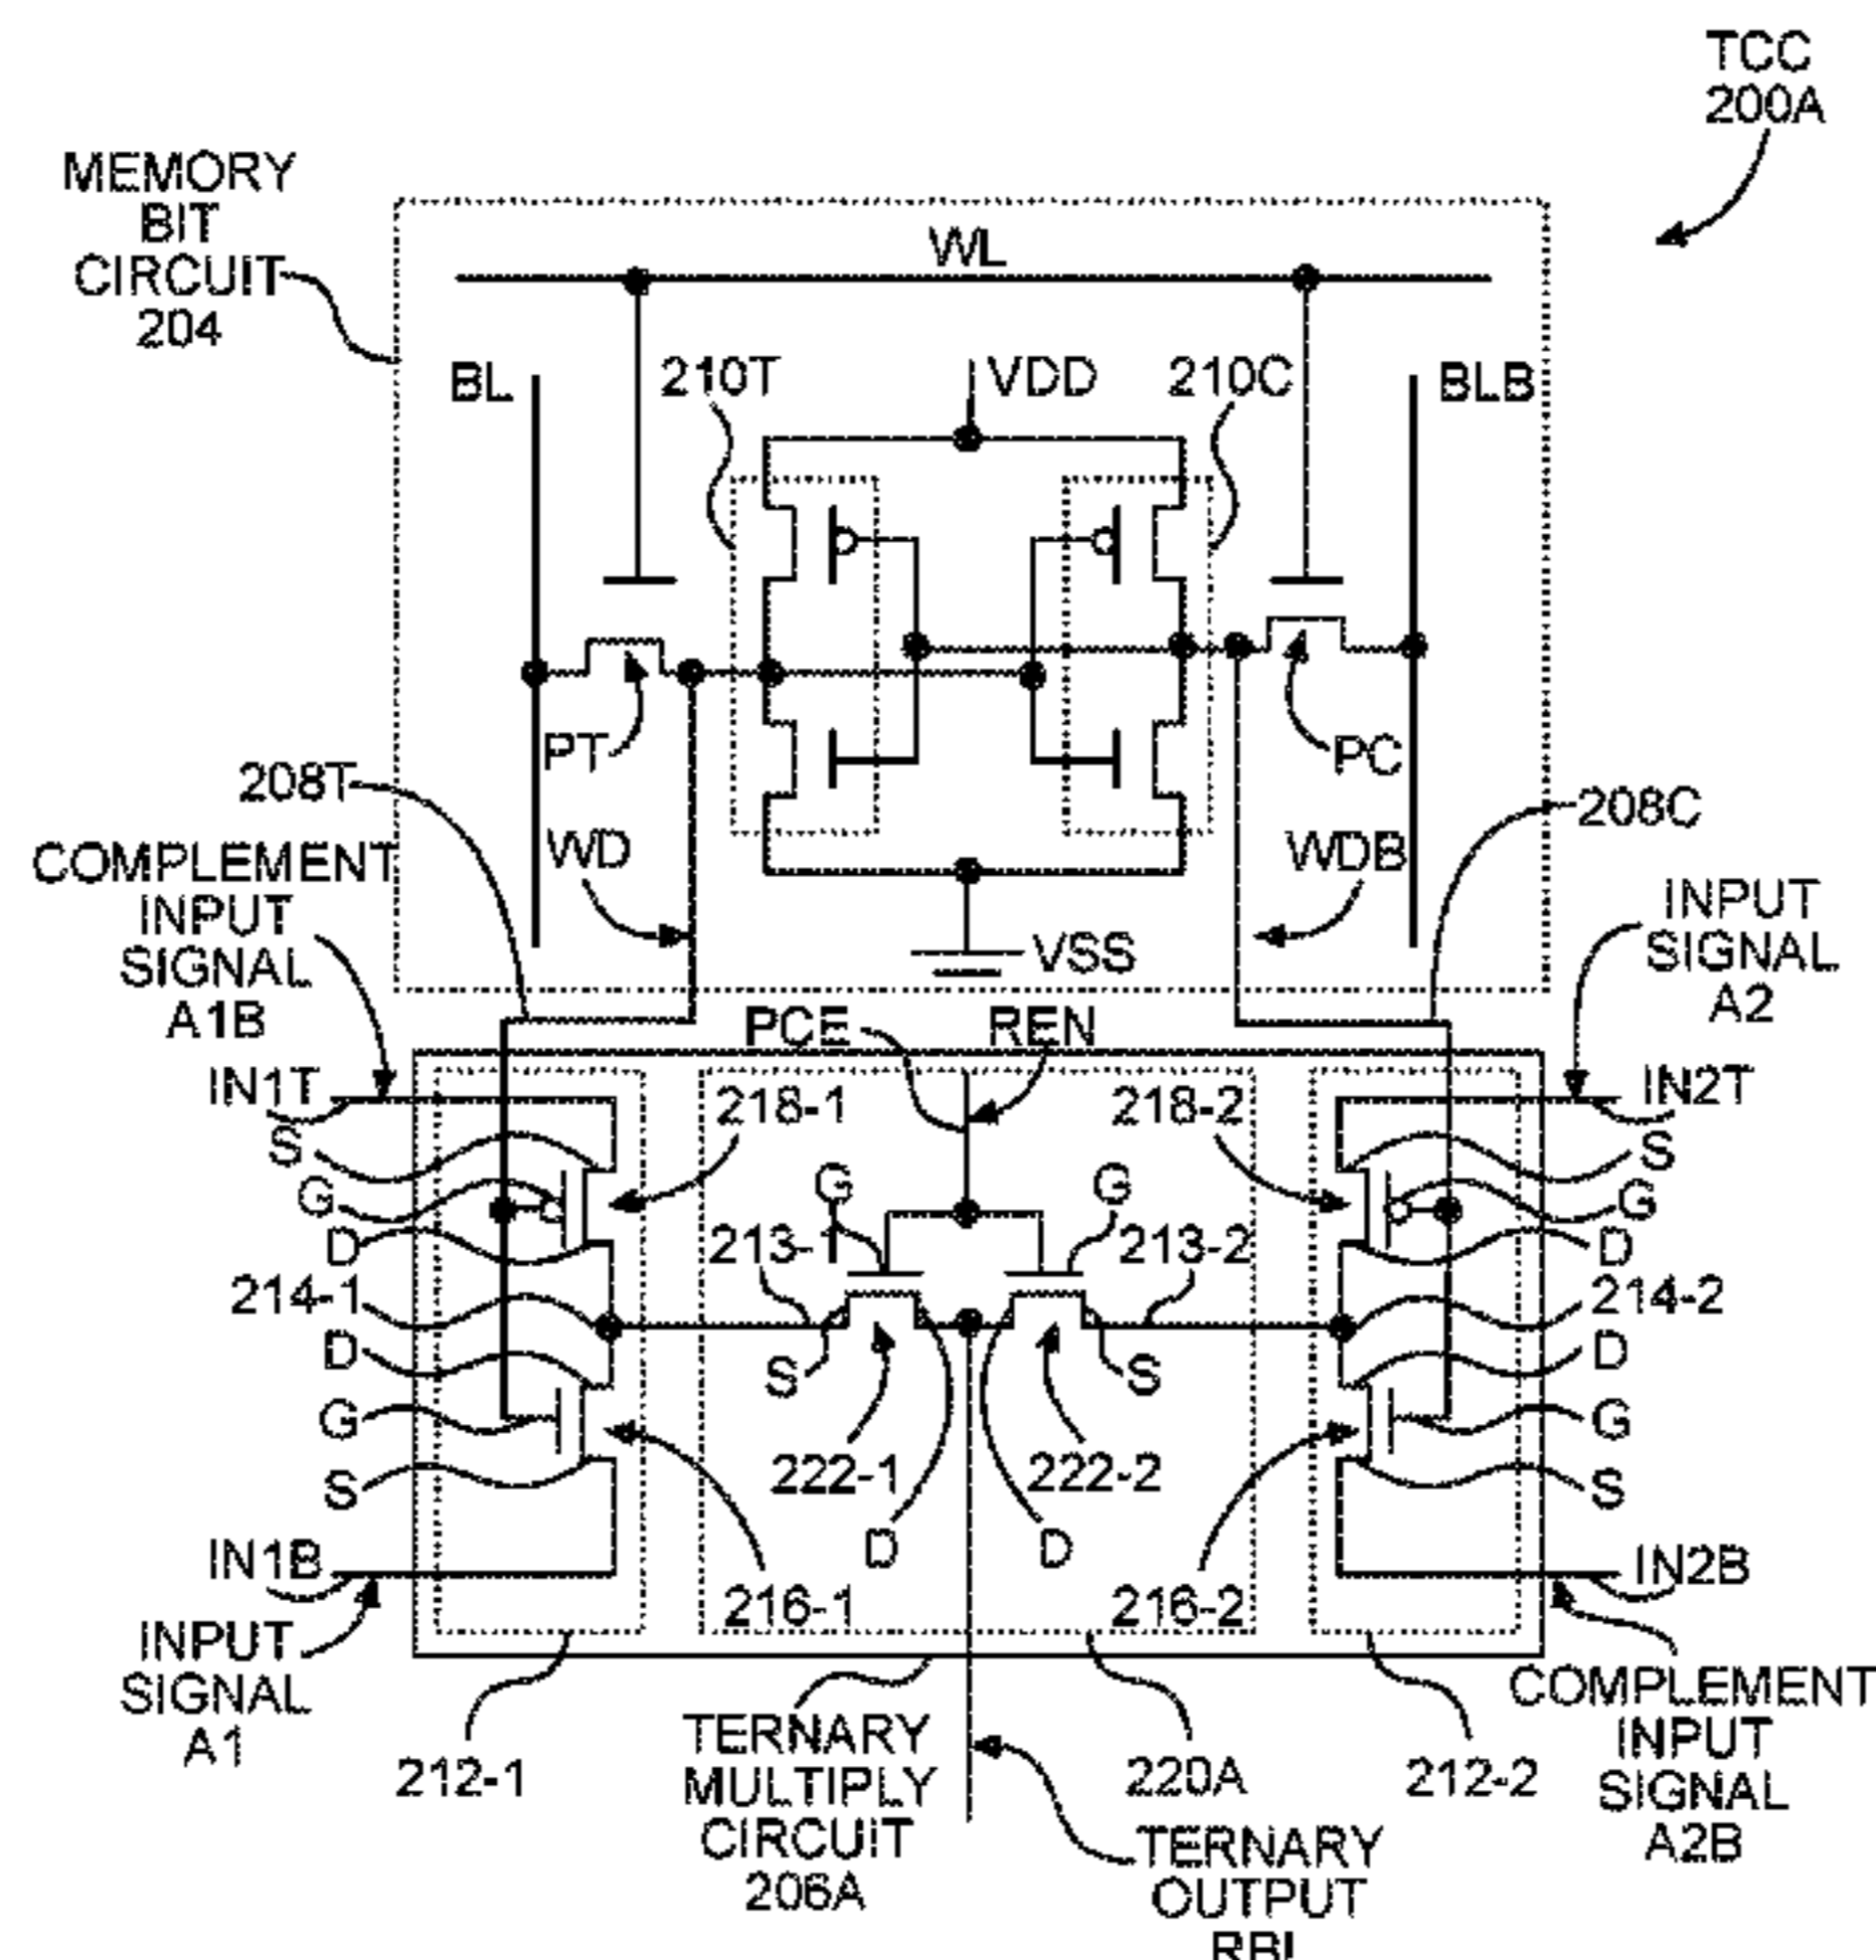 TCC
200A
MEMORY
BIT
CIRCUIT
204
WL
BL
210T
VDD
210C
BLB
PT
PC
208T
208C
WD
WDB
COMPLEMENT
INPUT
SIGNAL
A1B
INPUT
SIGNAL
A2
VSS
PCE
REN
IN1T
218-1
218-2
IN2T
S
S
G
G
G
G
D
213-1
213-2
D
214-1
214-2
D
S
S
D
G
222-1
222-2
G
S
S
D
D
IN1B
216-1
216-2
IN2B
INPUT
SIGNAL
A1
212-1
TERNARY
MULTIPLY
CIRCUIT
206A
220A
212-2
COMPLEMENT
INPUT
SIGNAL
A2B
TERNARY
OUTPUT
RBL